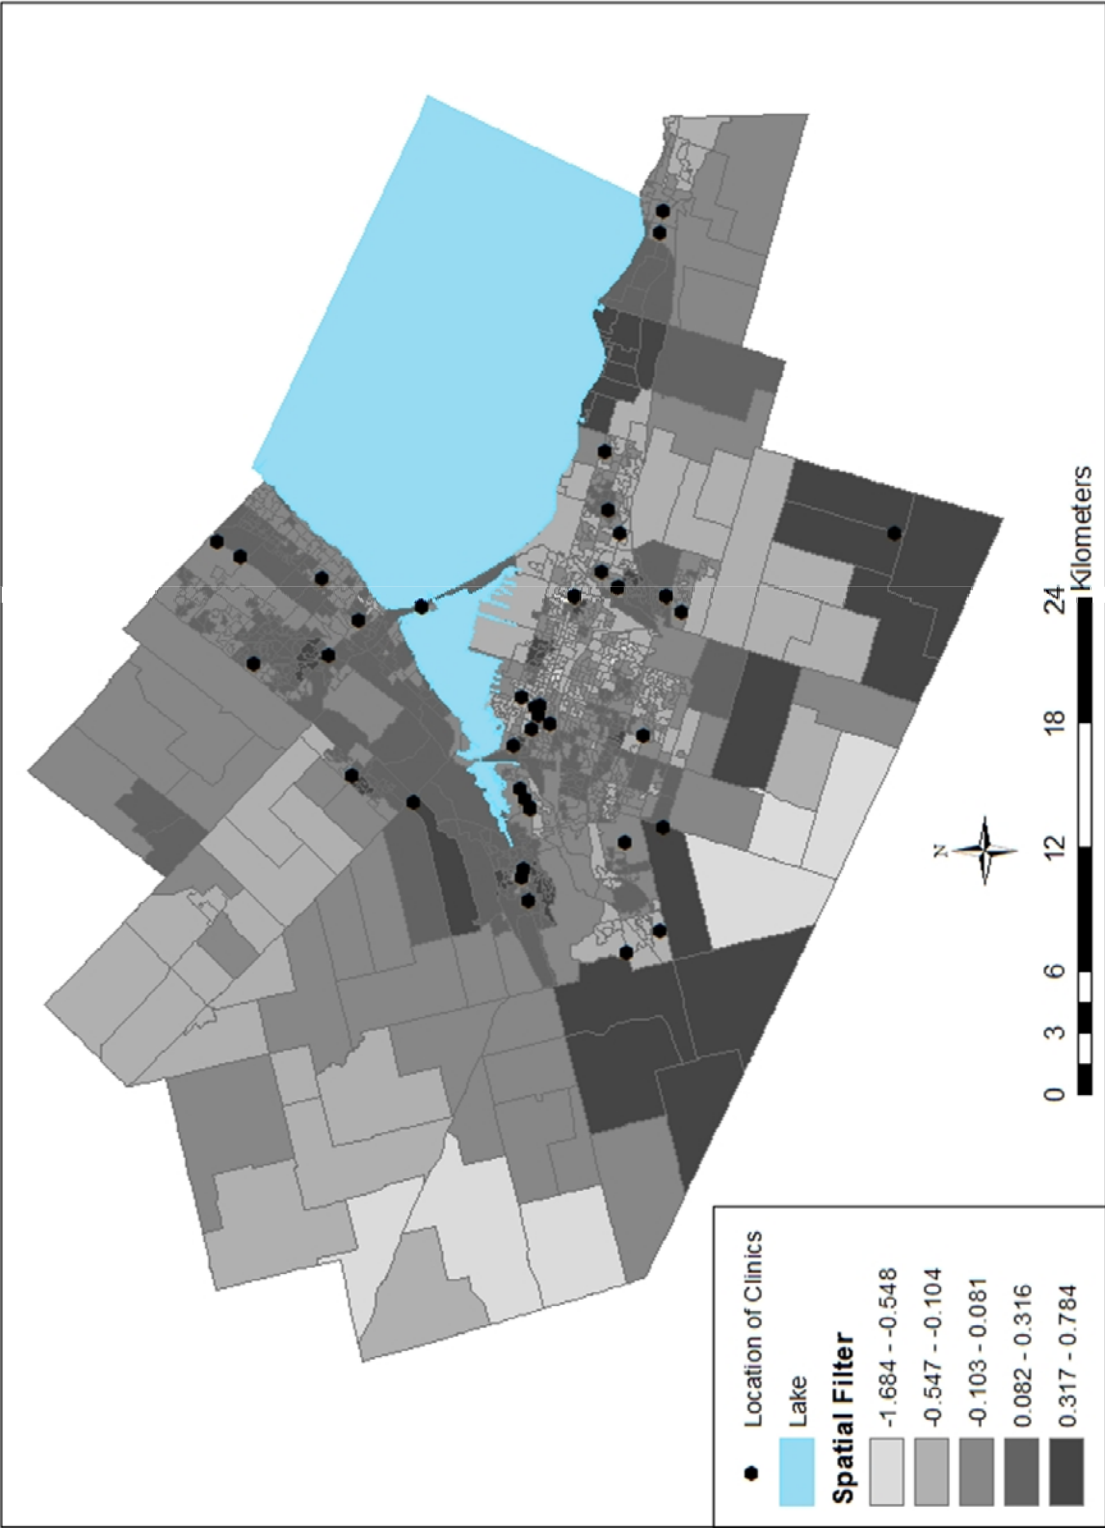 N
0 3 6 12 18 24
Kilometers
Location of Clinics
Lake
Spatial Filter
-1.684 - -0.548
-0.547 - -0.104
-0.103 - 0.081
0.082 - 0.316
0.317 - 0.784